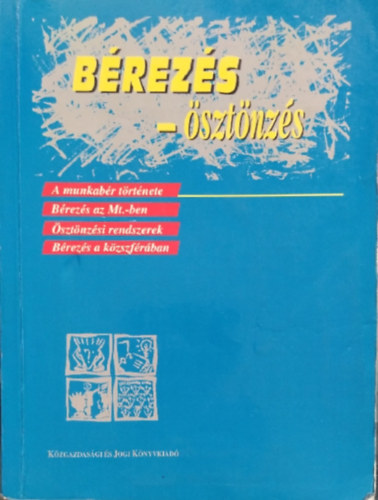 BÉREZÉS
– ösztönzés
A munkabér története
Bérezés az Mt.-ben
Ösztönzési rendszerek
Bérezés a közszférában
KÖZGAZDASÁGI ÉS JOGI KÖNYVKIADÓ